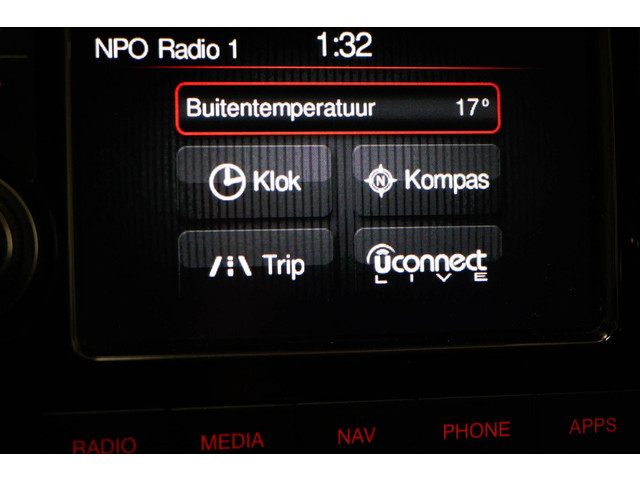 NPO Radio 1 1:32
Buitentemperatuur 17°
Klok Kompas
Trip uconnect
LIVE
RADIO MEDIA NAV PHONE APPS